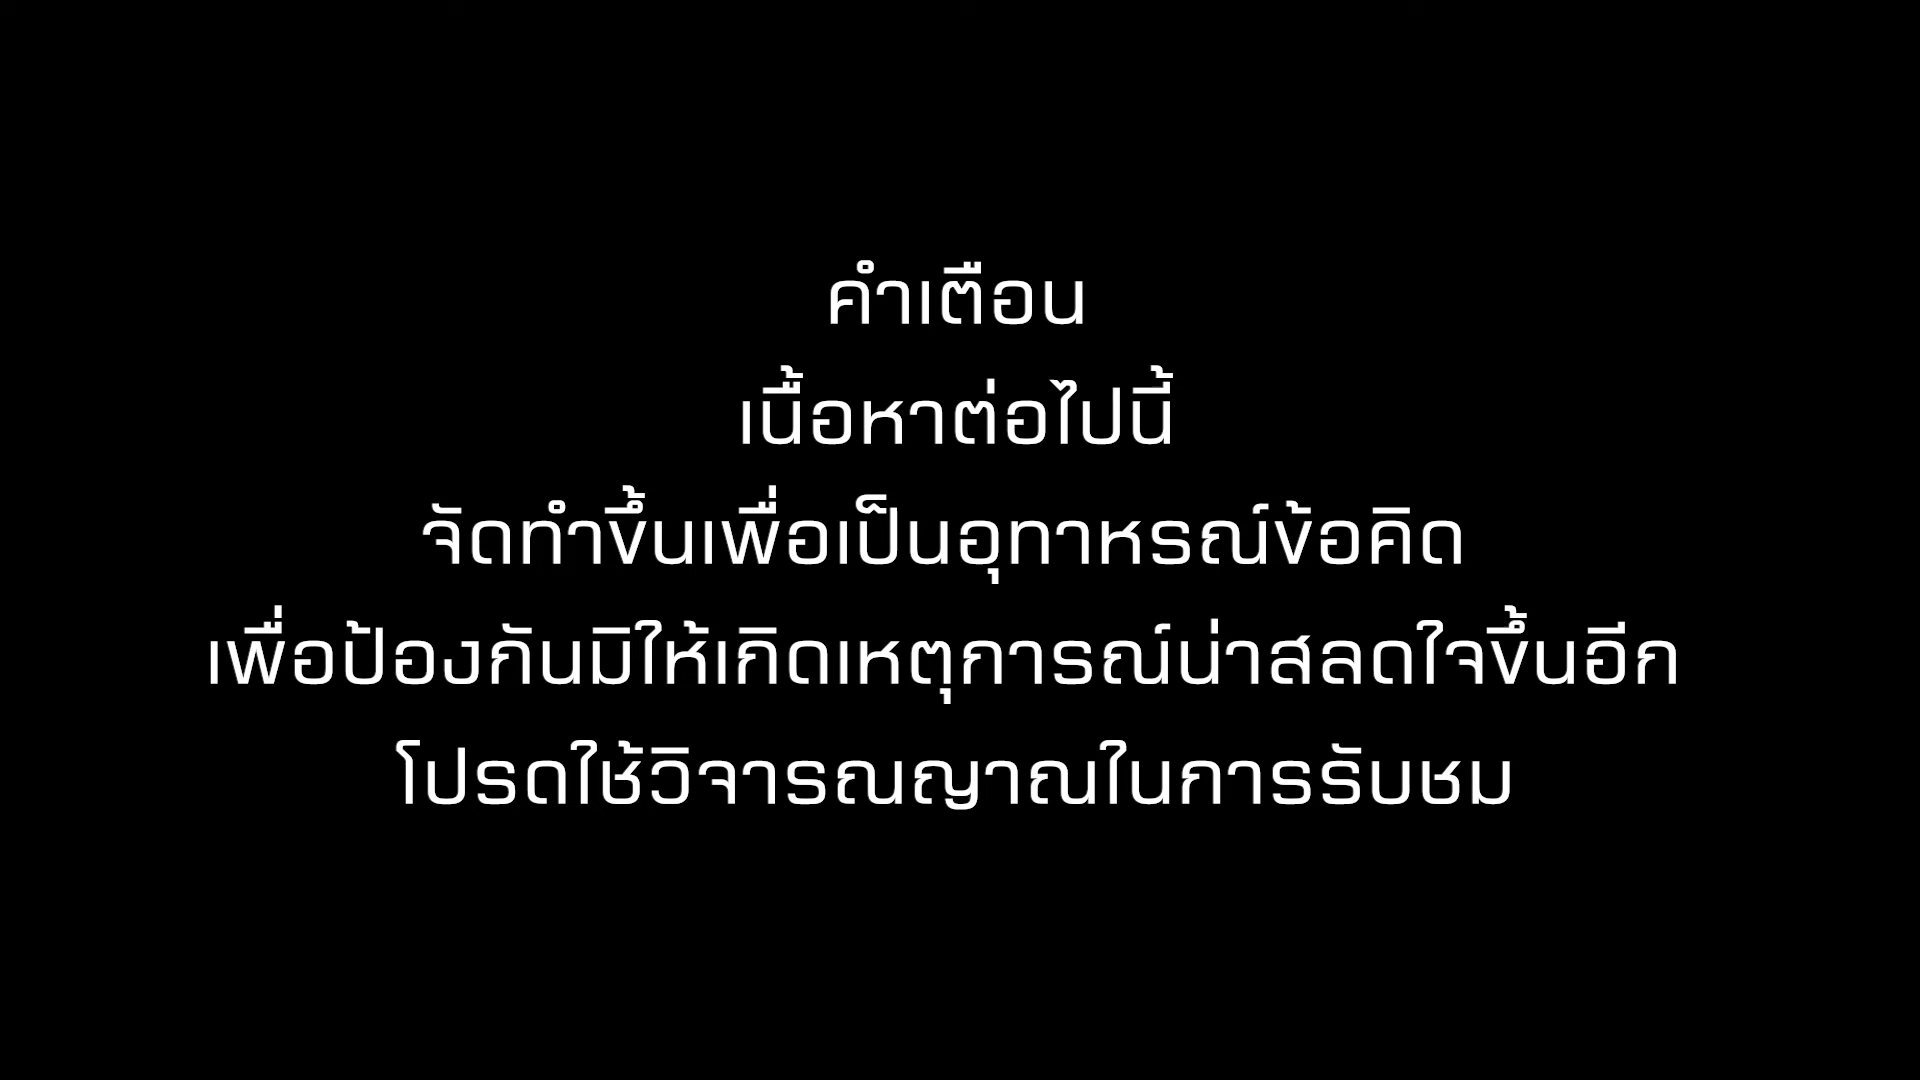 คำเตือน
เนื้อหาต่อไปนี้
จัดทำขึ้นเพื่อเป็นอุทาหรณ์ข้อคิด
เพื่อป้องกันมิให้เกิดเหตุการณ์น่าสลดใจขึ้นอีก
โปรดใช้วิจารณญาณในการรับชม